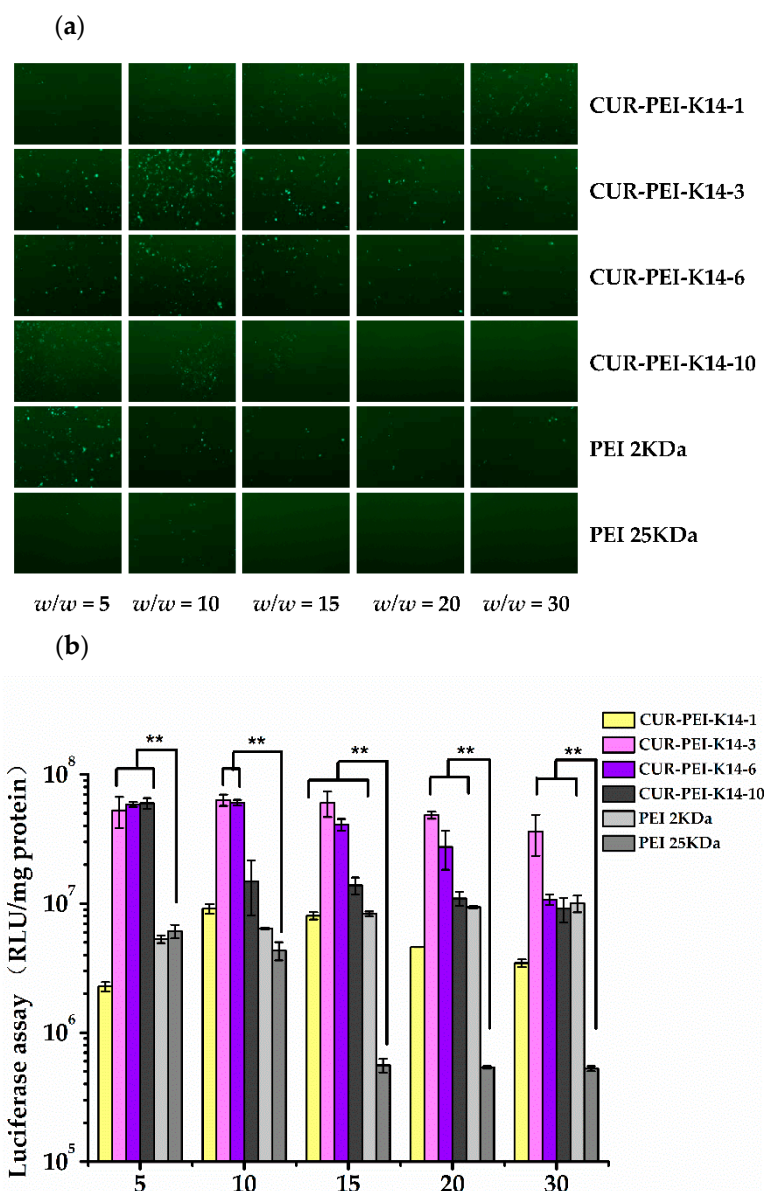 (a)
CUR-PEI-K14-1
CUR-PEI-K14-3
CUR-PEI-K14-6
CUR-PEI-K14-10
PEI 2KDa
PEI 25KDa
w/w = 5 w/w = 10 w/w = 15 w/w = 20 w/w = 30
(b)
Luciferase assay（RLU/mg protein）
10⁸
10⁷
10⁶
10⁵
** ** ** ** **
CUR-PEI-K14-1
CUR-PEI-K14-3
CUR-PEI-K14-6
CUR-PEI-K14-10
PEI 2KDa
PEI 25KDa
5 10 15 20 30